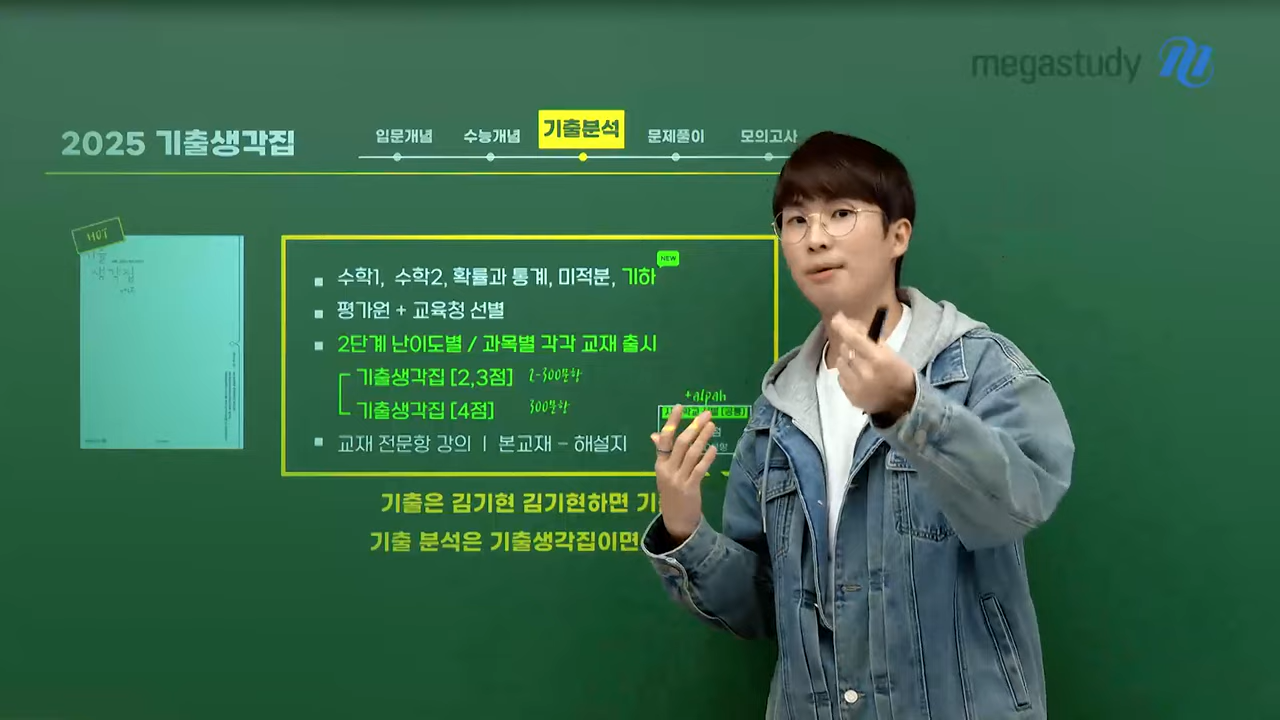 megastudy
2025 기출생각집
입문개념 수능개념 기출분석 문제풀이 모의고사
HOT
기출
생각집
NEW
수학1, 수학2, 확률과 통계, 미적분, 기하
평가원 + 교육청 선별
2단계 난이도별 / 과목별 각각 교재 출시
기출생각집 [2,3점] 2-300문항
기출생각집 [4점] 300문항
+alpah
교재 전문항 강의 | 본교재 - 해설지
기출은 김기현 김기현하면
기출 분석은 기출생각집이면